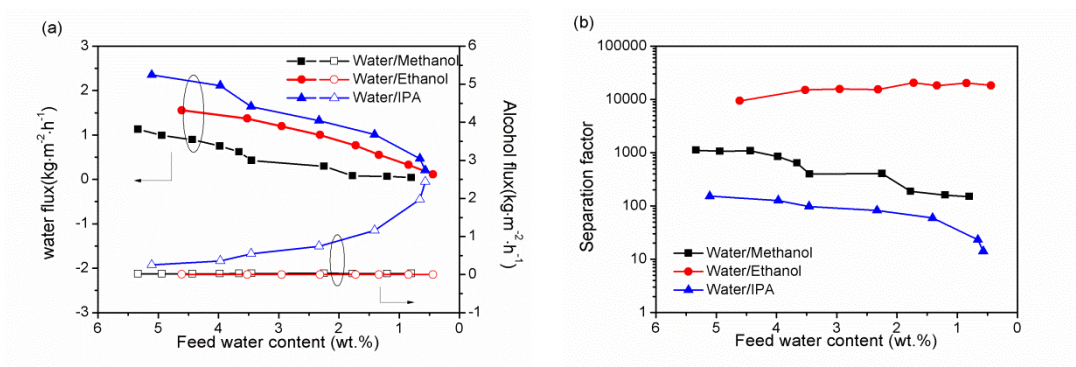 (a)
3
2
1
0
-1
-2
-3
water flux(kg·m-2·h-1)
6
5
4
3
2
1
0
Feed water content (wt.%)
6
5
4
3
2
1
0
-1
Alcohol flux(kg·m-2·h-1)
Water/Methanol
Water/Ethanol
Water/IPA
(b)
100000
10000
1000
100
10
1
Separation factor
6
5
4
3
2
1
0
Feed water content (wt.%)
Water/Methanol
Water/Ethanol
Water/IPA